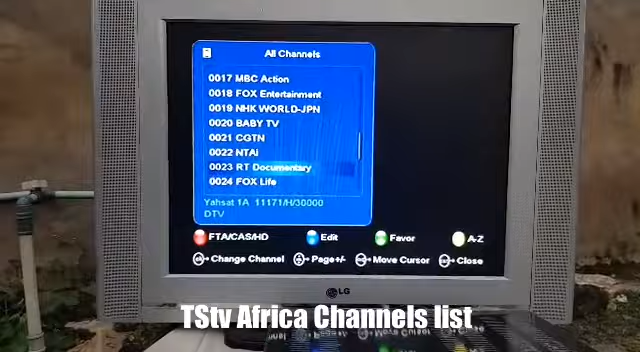 All Channels
0017 MBC Action
0018 FOX Entertainment
0019 NHK WORLD-JPN
0020 BABY TV
0021 CGTN
0022 NTAi
0023 RT Documentary
0024 FOX Life
Yahsat 1A 11171/H/30000
DTV
FTA/CAS/HD Edit Favor A-Z
Change Channel Page+/- Move Cursor Close
LG
TStv Africa Channels list